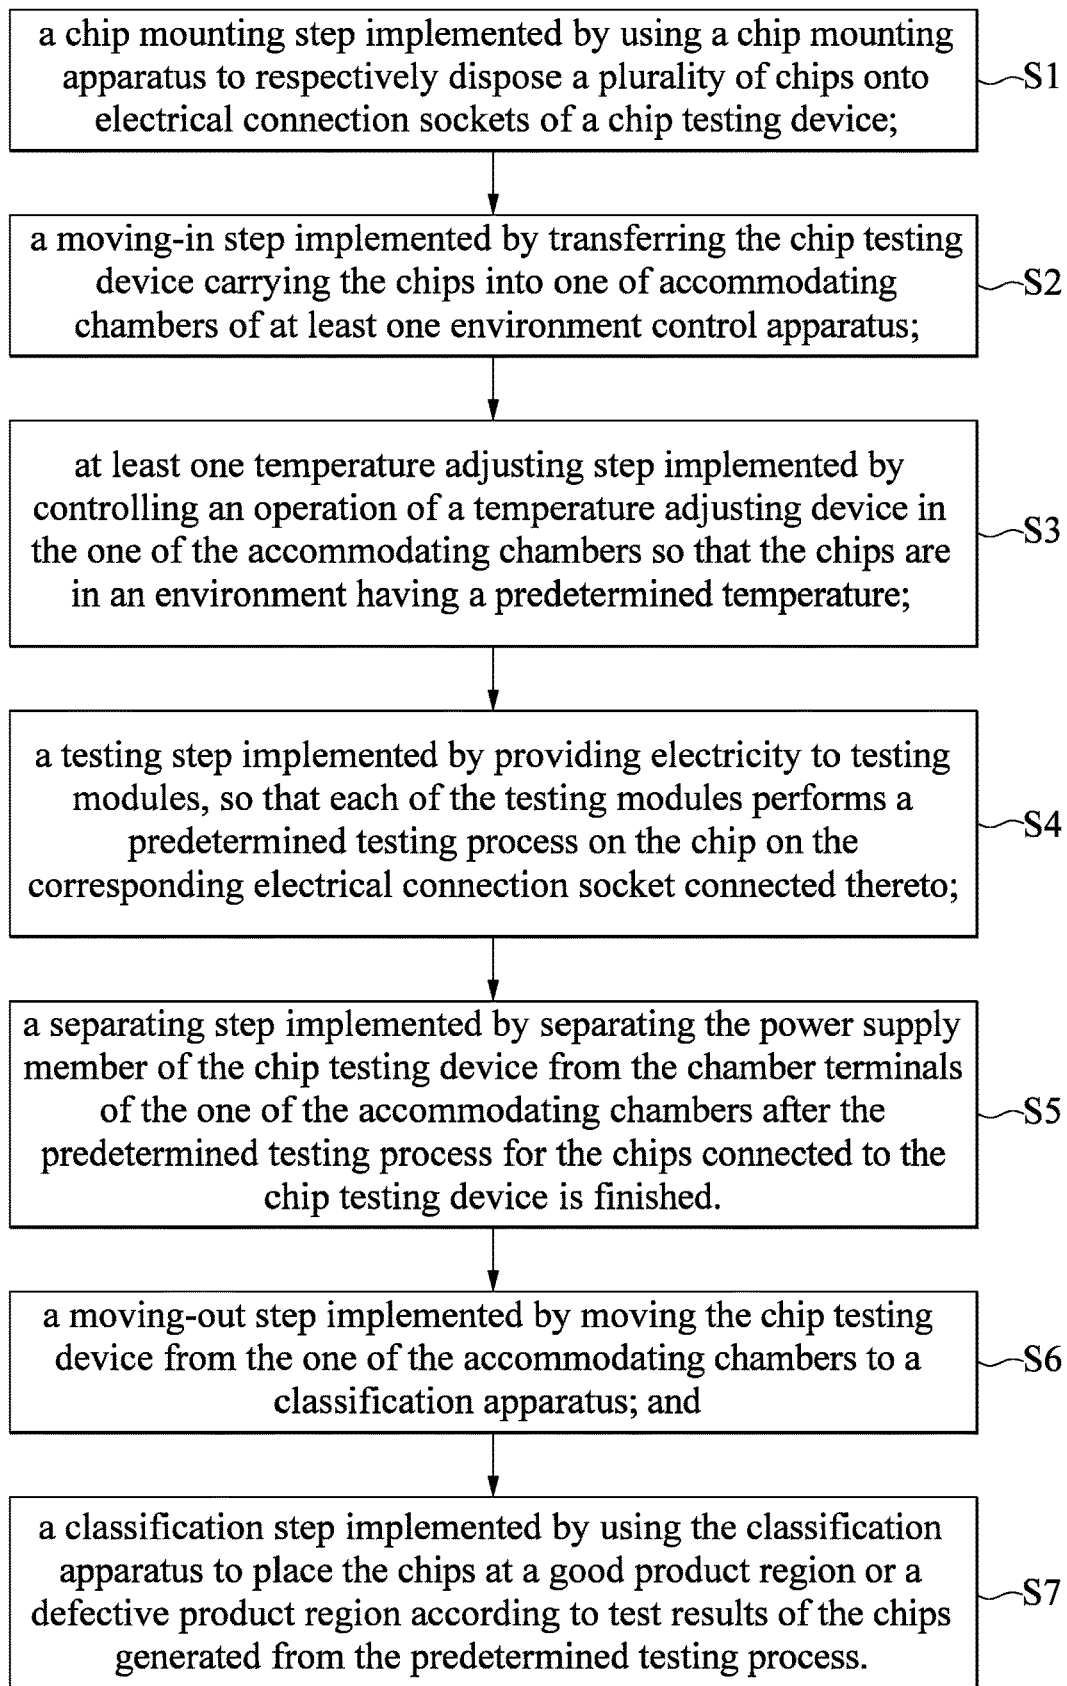 a chip mounting step implemented by using a chip mounting
apparatus to respectively dispose a plurality of chips onto
electrical connection sockets of a chip testing device;
S1
a moving-in step implemented by transferring the chip testing
device carrying the chips into one of accommodating
chambers of at least one environment control apparatus;
S2
at least one temperature adjusting step implemented by
controlling an operation of a temperature adjusting device in
the one of the accommodating chambers so that the chips are
in an environment having a predetermined temperature;
S3
a testing step implemented by providing electricity to testing
modules, so that each of the testing modules performs a
predetermined testing process on the chip on the
corresponding electrical connection socket connected thereto;
S4
a separating step implemented by separating the power supply
member of the chip testing device from the chamber terminals
of the one of the accommodating chambers after the
predetermined testing process for the chips connected to the
chip testing device is finished.
S5
a moving-out step implemented by moving the chip testing
device from the one of the accommodating chambers to a
classification apparatus; and
S6
a classification step implemented by using the classification
apparatus to place the chips at a good product region or a
defective product region according to test results of the chips
generated from the predetermined testing process.
S7